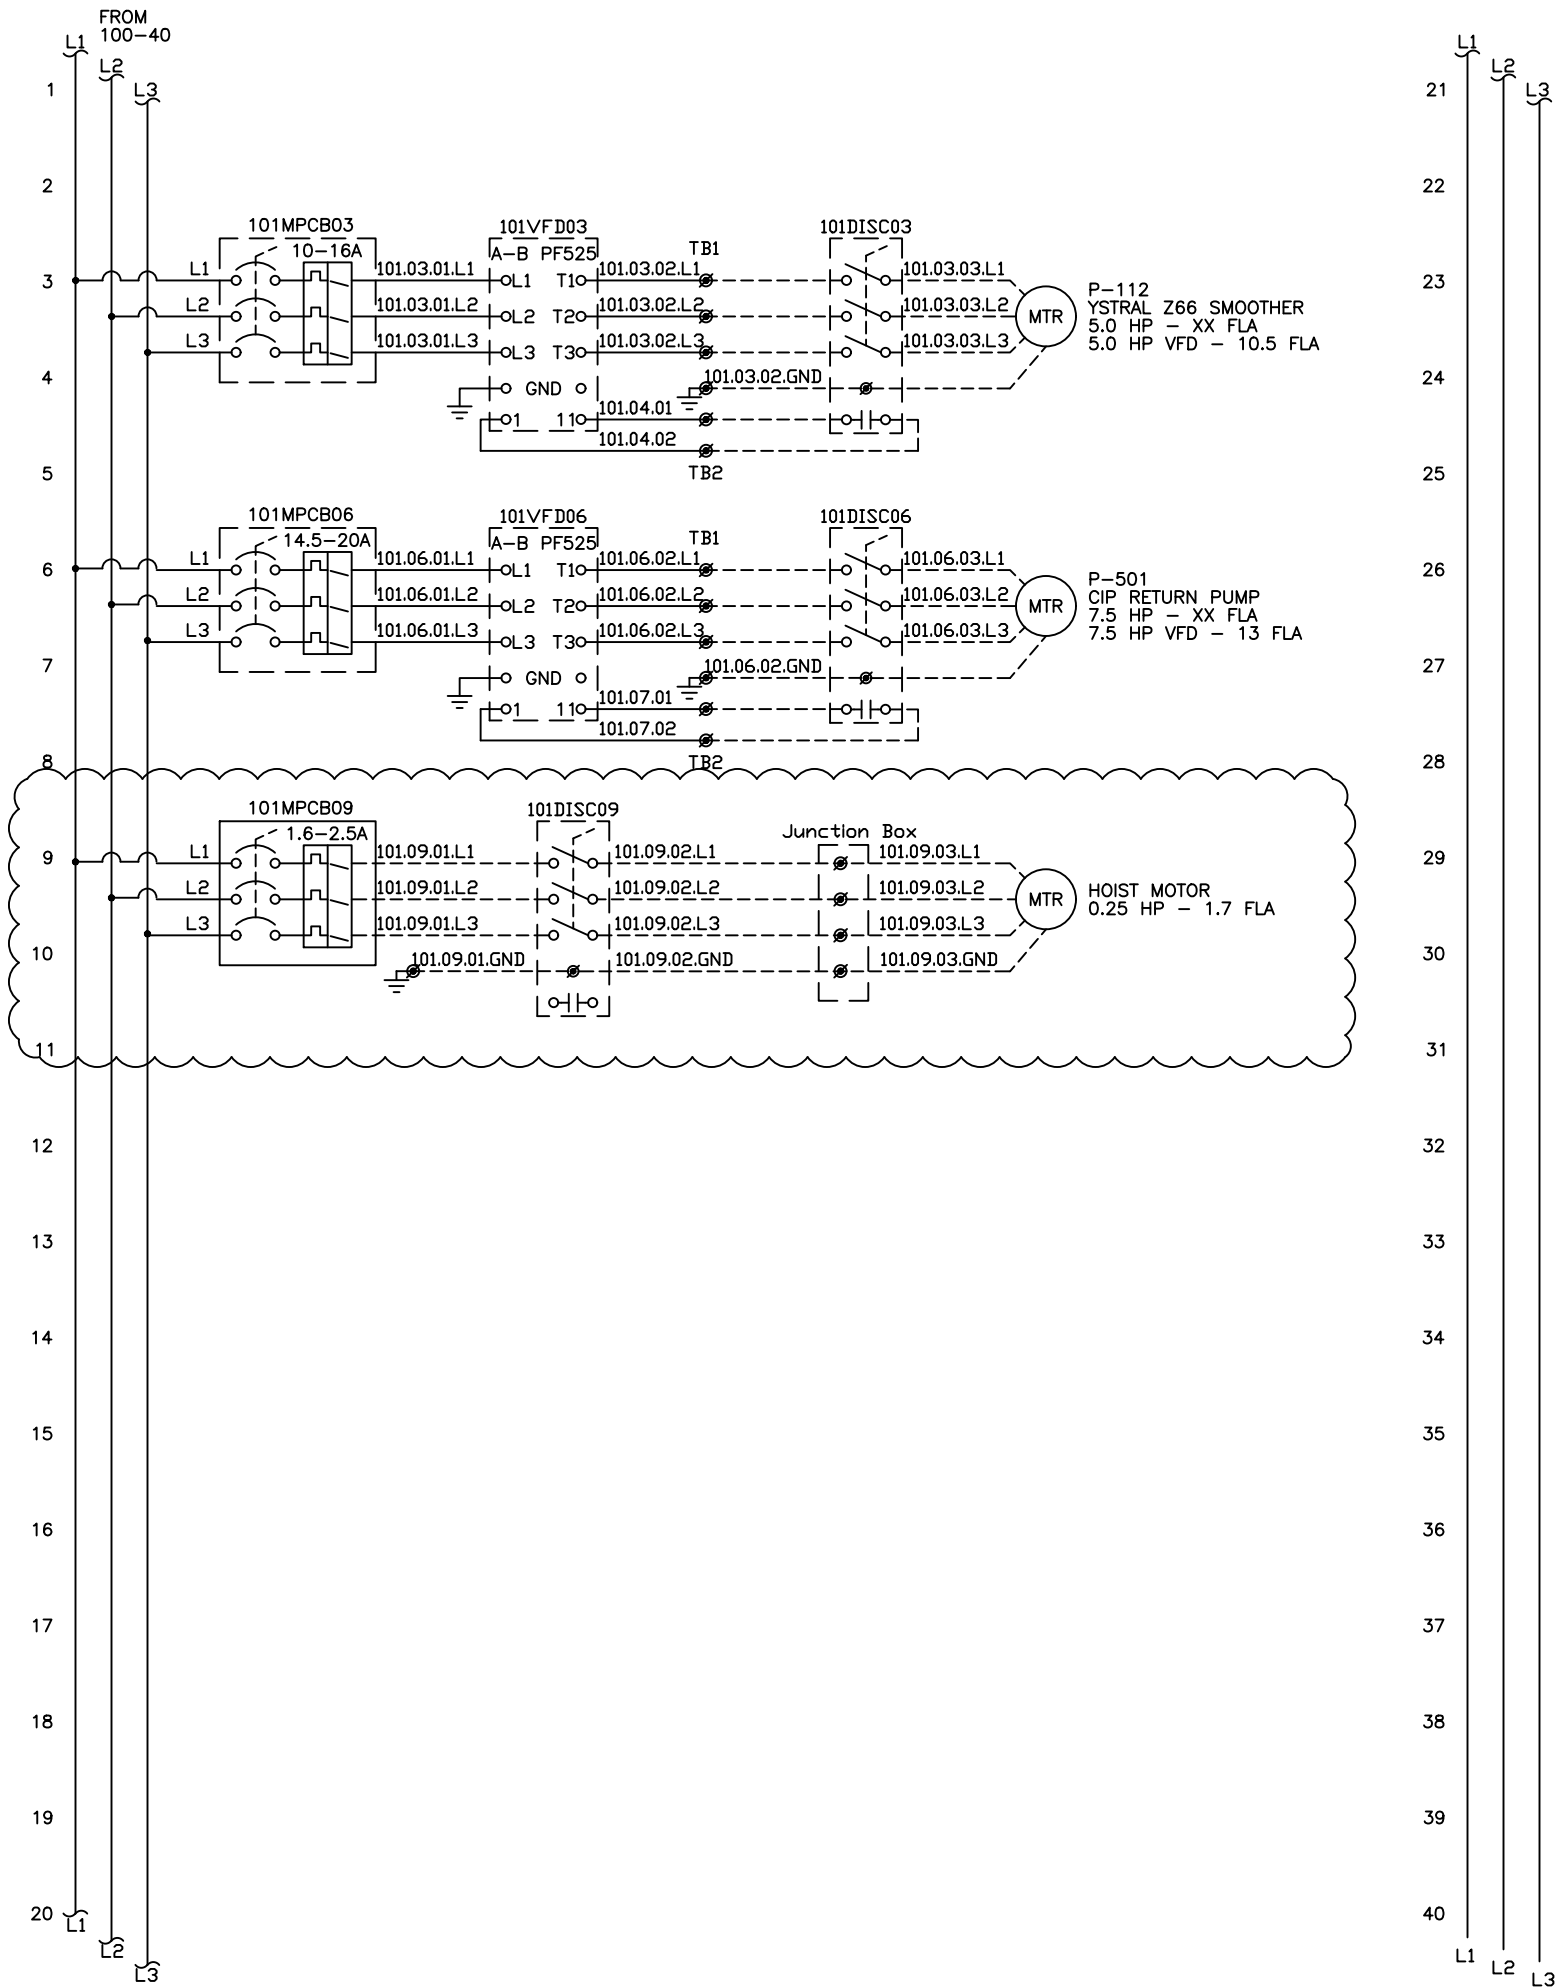 FROM
100-40
L1
L2
L3
L1
L2
L3
1
21
2
22
101MPCB03
101VFD03
TB1
101DISC03
10-16A
A-B PF525
3
L1
101.03.01.L1
L1
T1
101.03.02.L1
101.03.03.L1
23
L2
101.03.01.L2
L2
T2
101.03.02.L2
101.03.03.L2
L3
101.03.01.L3
L3
T3
101.03.02.L3
101.03.03.L3
MTR
P-112
YSTRAL Z66 SMOOTHER
5.0 HP - XX FLA
5.0 HP VFD - 10.5 FLA
4
GND
101.03.02.GND
24
1
11
101.04.01
101.04.02
5
TB2
25
101MPCB06
101VFD06
TB1
101DISC06
14.5-20A
A-B PF525
6
L1
101.06.01.L1
L1
T1
101.06.02.L1
101.06.03.L1
26
L2
101.06.01.L2
L2
T2
101.06.02.L2
101.06.03.L2
L3
101.06.01.L3
L3
T3
101.06.02.L3
101.06.03.L3
MTR
P-501
CIP RETURN PUMP
7.5 HP - XX FLA
7.5 HP VFD - 13 FLA
7
GND
101.06.02.GND
27
1
11
101.07.01
101.07.02
8
TB2
28
101MPCB09
101DISC09
Junction Box
1.6-2.5A
9
L1
101.09.01.L1
101.09.02.L1
101.09.03.L1
29
L2
101.09.01.L2
101.09.02.L2
101.09.03.L2
L3
101.09.01.L3
101.09.02.L3
101.09.03.L3
MTR
HOIST MOTOR
0.25 HP - 1.7 FLA
10
101.09.01.GND
101.09.02.GND
101.09.03.GND
30
11
31
12
32
13
33
14
34
15
35
16
36
17
37
18
38
19
39
20
40
L1
L2
L3
L1
L2
L3